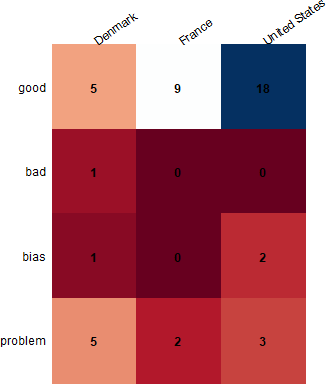 Denmark France United States
good 5 9 18
bad 1 0 0
bias 1 0 2
problem 5 2 3